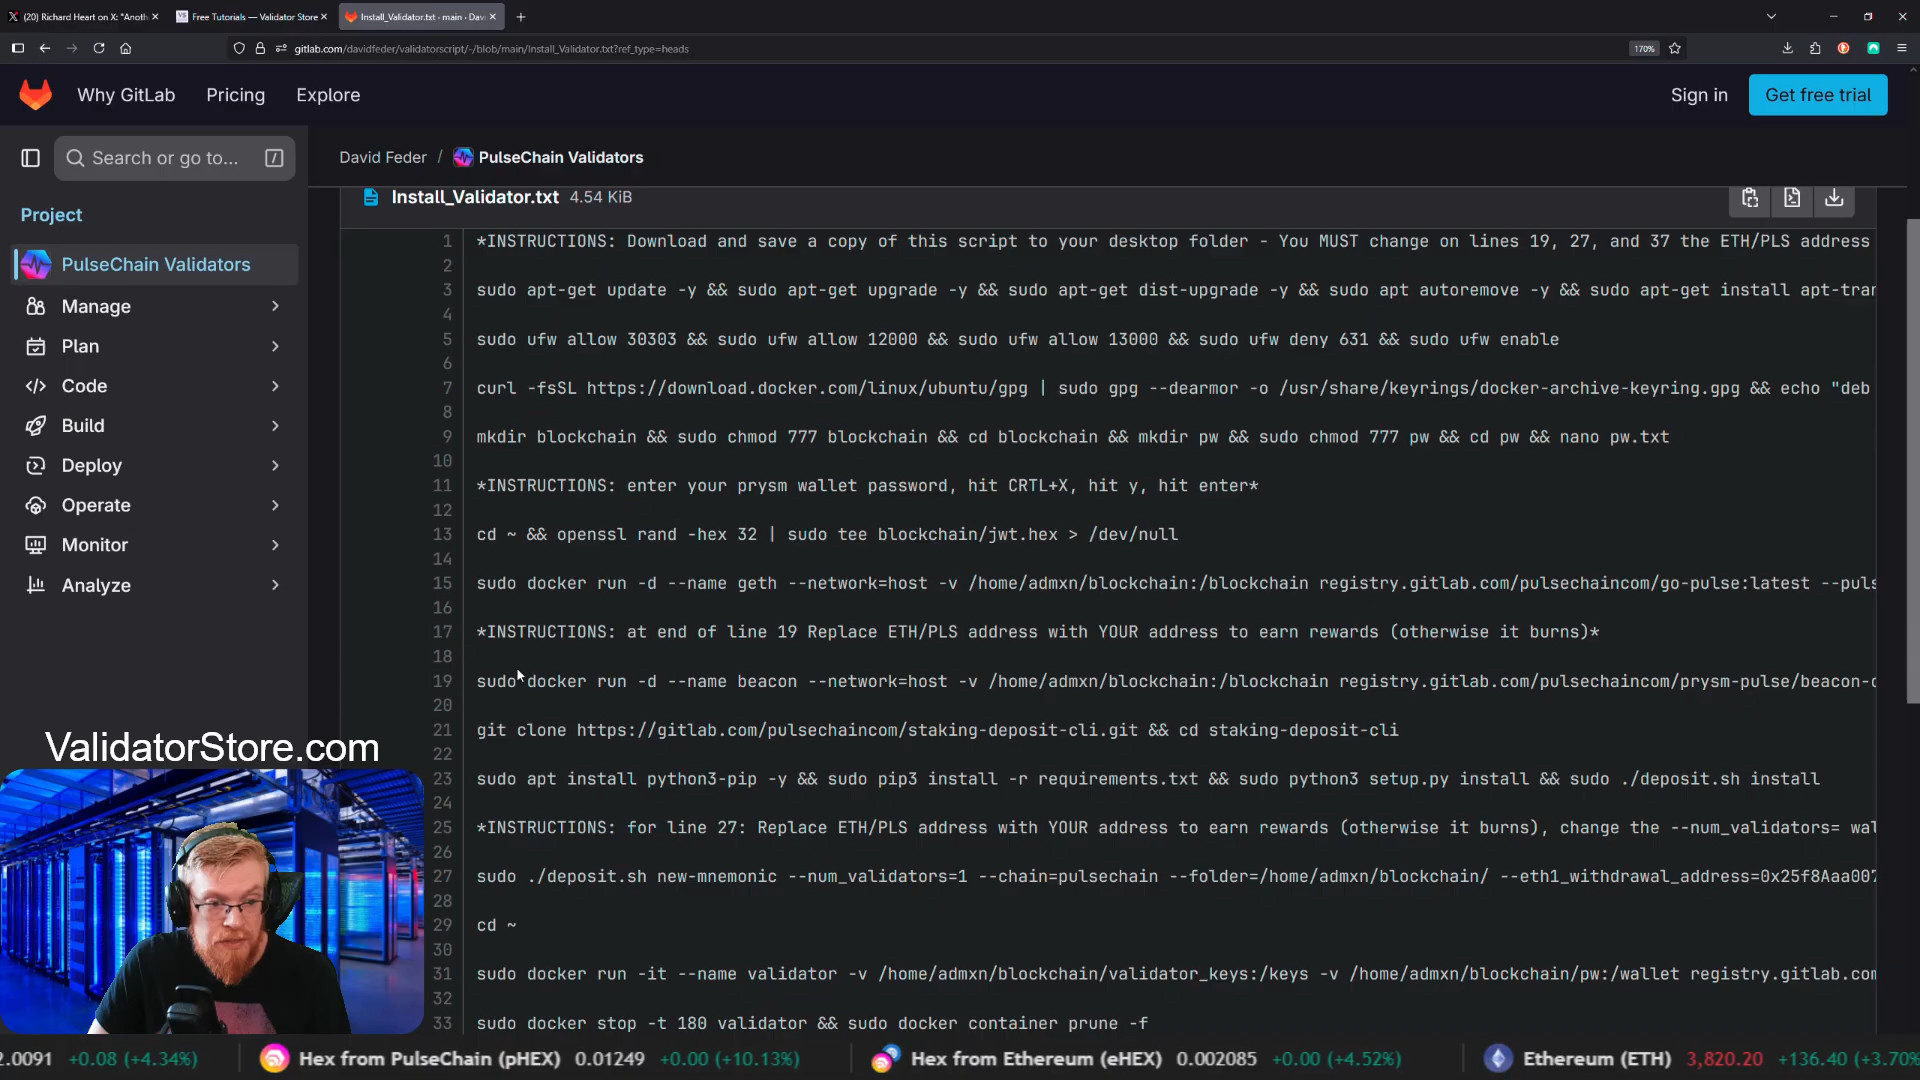 (20) Richard Heart on X: "Anoth
Free Tutorials — Validator Store
Install_Validator.txt · main · Dav
gitlab.com/davidfeder/validatorscript/-/blob/main/Install_Validator.txt?ref_type=heads
170%
Why GitLab
Pricing
Explore
Sign in
Get free trial
Search or go to...
/
David Feder / PulseChain Validators
Project
PulseChain Validators
Manage
Plan
Code
Build
Deploy
Operate
Monitor
Analyze
Install_Validator.txt 4.54 KiB
1 *INSTRUCTIONS: Download and save a copy of this script to your desktop folder - You MUST change on lines 19, 27, and 37 the ETH/PLS address
2
3 sudo apt-get update -y && sudo apt-get upgrade -y && sudo apt-get dist-upgrade -y && sudo apt autoremove -y && sudo apt-get install apt-tran
4
5 sudo ufw allow 30303 && sudo ufw allow 12000 && sudo ufw allow 13000 && sudo ufw deny 631 && sudo ufw enable
6
7 curl -fsSL https://download.docker.com/linux/ubuntu/gpg | sudo gpg --dearmor -o /usr/share/keyrings/docker-archive-keyring.gpg && echo "deb
8
9 mkdir blockchain && sudo chmod 777 blockchain && cd blockchain && mkdir pw && sudo chmod 777 pw && cd pw && nano pw.txt
10
11 *INSTRUCTIONS: enter your prysm wallet password, hit CRTL+X, hit y, hit enter*
12
13 cd ~ && openssl rand -hex 32 | sudo tee blockchain/jwt.hex > /dev/null
14
15 sudo docker run -d --name geth --network=host -v /home/admxn/blockchain:/blockchain registry.gitlab.com/pulsechaincom/go-pulse:latest --puls
16
17 *INSTRUCTIONS: at end of line 19 Replace ETH/PLS address with YOUR address to earn rewards (otherwise it burns)*
18
19 sudo docker run -d --name beacon --network=host -v /home/admxn/blockchain:/blockchain registry.gitlab.com/pulsechaincom/prysm-pulse/beacon-c
20
21 git clone https://gitlab.com/pulsechaincom/staking-deposit-cli.git && cd staking-deposit-cli
22
23 sudo apt install python3-pip -y && sudo pip3 install -r requirements.txt && sudo python3 setup.py install && sudo ./deposit.sh install
24
25 *INSTRUCTIONS: for line 27: Replace ETH/PLS address with YOUR address to earn rewards (otherwise it burns), change the --num_validators= wal
26
27 sudo ./deposit.sh new-mnemonic --num_validators=1 --chain=pulsechain --folder=/home/admxn/blockchain/ --eth1_withdrawal_address=0x25f8Aaa007
28
29 cd ~
30
31 sudo docker run -it --name validator -v /home/admxn/blockchain/validator_keys:/keys -v /home/admxn/blockchain/pw:/wallet registry.gitlab.com
32
33 sudo docker stop -t 180 validator && sudo docker container prune -f
ValidatorStore.com
2.0091 +0.08 (+4.34%) Hex from PulseChain (pHEX) 0.01249 +0.00 (+10.13%) Hex from Ethereum (eHEX) 0.002085 +0.00 (+4.52%) Ethereum (ETH) 3,820.20 +136.40 (+3.70%